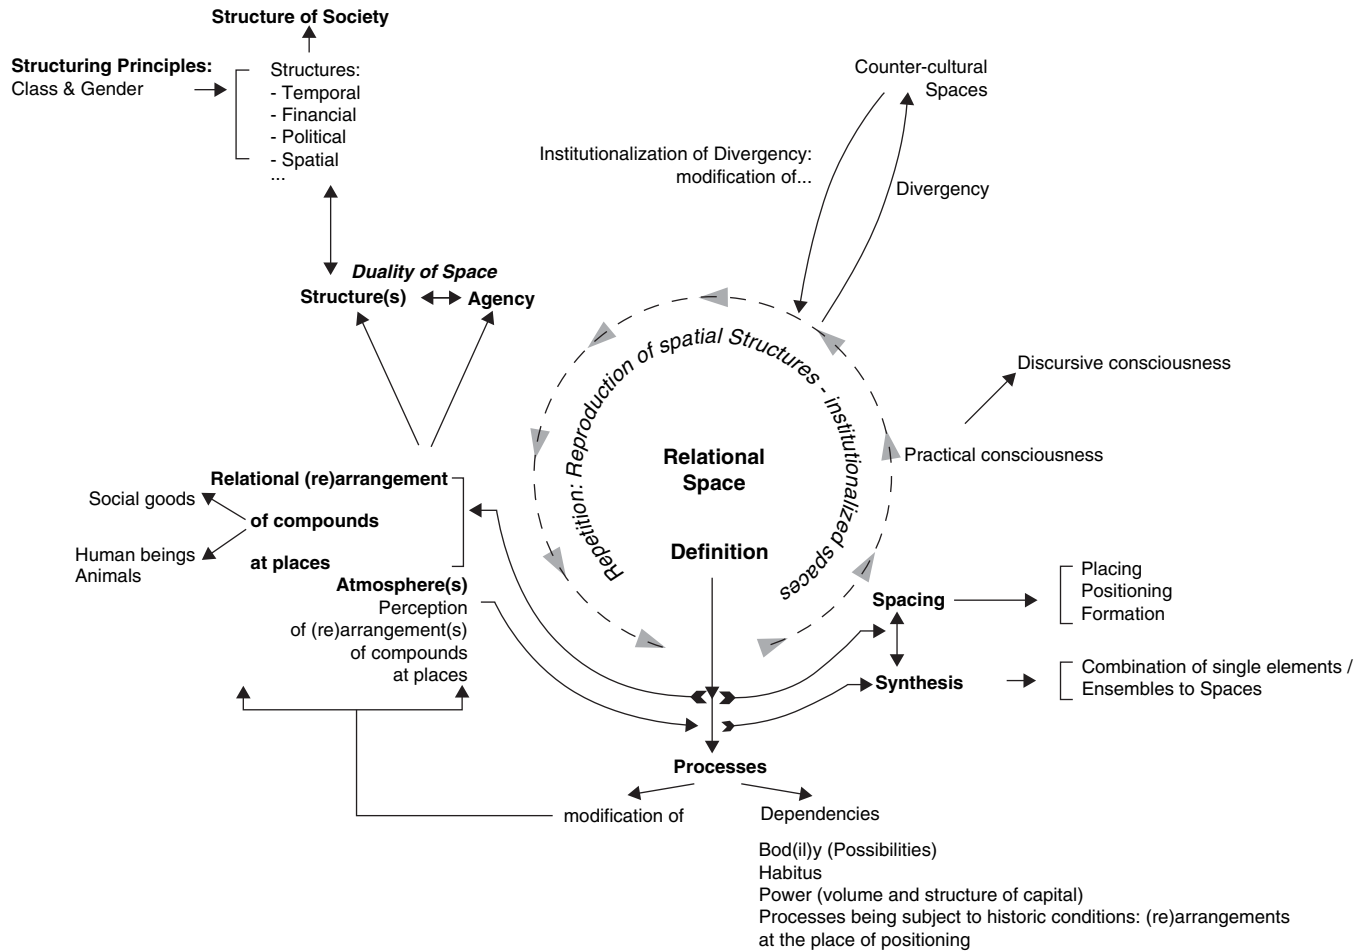 Structure of Society
Structuring Principles:
Class & Gender
Structures:
- Temporal
- Financial
- Political
- Spatial
...
Counter-cultural
Spaces
Institutionalization of Divergency:
modification of...
Divergency
Duality of Space
Structure(s)
Agency
Repetition: Reproduction of spatial Structures - institutionalized spaces
Relational
Space
Definition
Discursive consciousness
Practical consciousness
Relational (re)arrangement
of compounds
at places
Social goods
Human beings
Animals
Atmosphere(s)
Perception
of (re)arrangement(s)
of compounds
at places
Spacing
Placing
Positioning
Formation
Synthesis
Combination of single elements /
Ensembles to Spaces
Processes
modification of
Dependencies
Bod(il)y (Possibilities)
Habitus
Power (volume and structure of capital)
Processes being subject to historic conditions: (re)arrangements
at the place of positioning